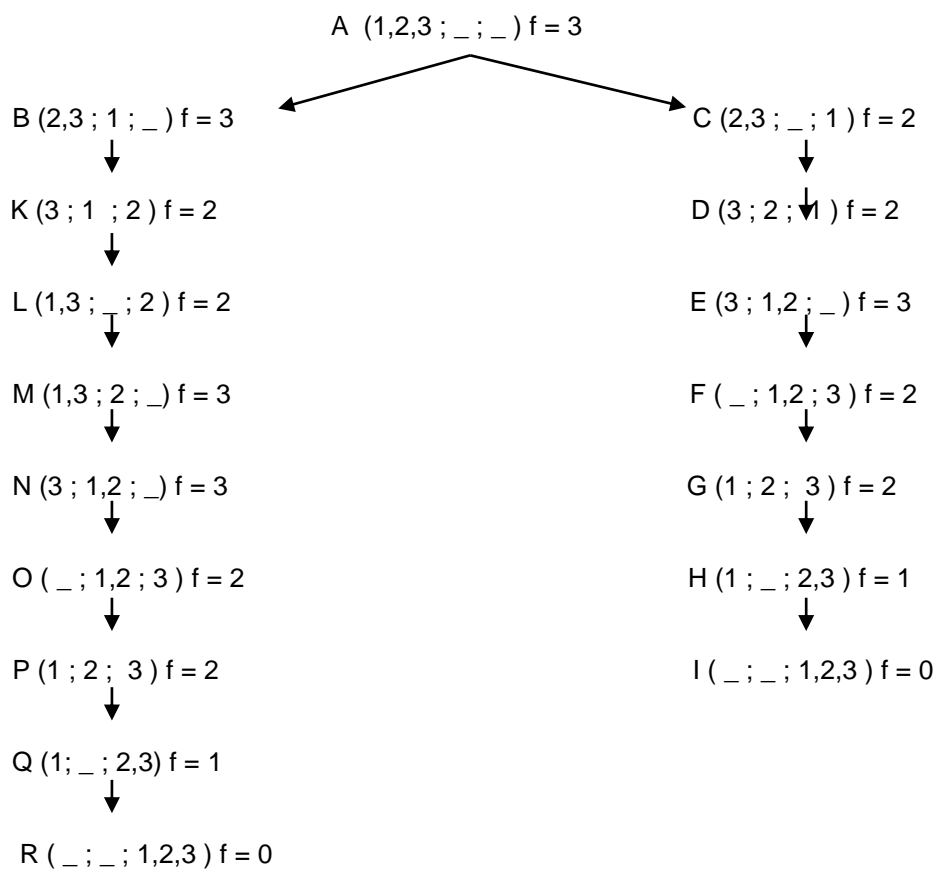 A (1,2,3 ; _ ; _ ) f = 3
B (2,3 ; 1 ; _ ) f = 3
C (2,3 ; _ ; 1 ) f = 2
K (3 ; 1 ; 2 ) f = 2
D (3 ; 2 ; 1 ) f = 2
L (1,3 ; _ ; 2 ) f = 2
E (3 ; 1,2 ; _ ) f = 3
M (1,3 ; 2 ; _) f = 3
F ( _ ; 1,2 ; 3 ) f = 2
N (3 ; 1,2 ; _) f = 3
G (1 ; 2 ; 3 ) f = 2
O ( _ ; 1,2 ; 3 ) f = 2
H (1 ; _ ; 2,3 ) f = 1
P (1 ; 2 ; 3 ) f = 2
I ( _ ; _ ; 1,2,3 ) f = 0
Q (1; _ ; 2,3) f = 1
R ( _ ; _ ; 1,2,3 ) f = 0